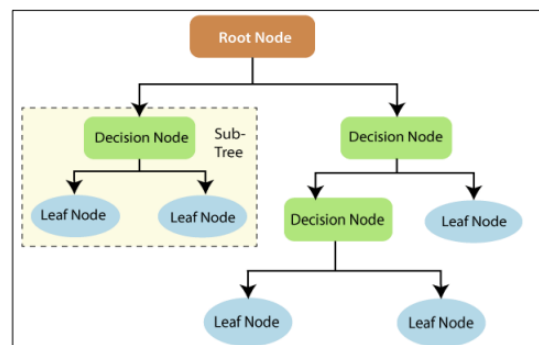 Root Node
Decision Node
Sub-
Tree
Decision Node
Leaf Node
Leaf Node
Decision Node
Leaf Node
Leaf Node
Leaf Node